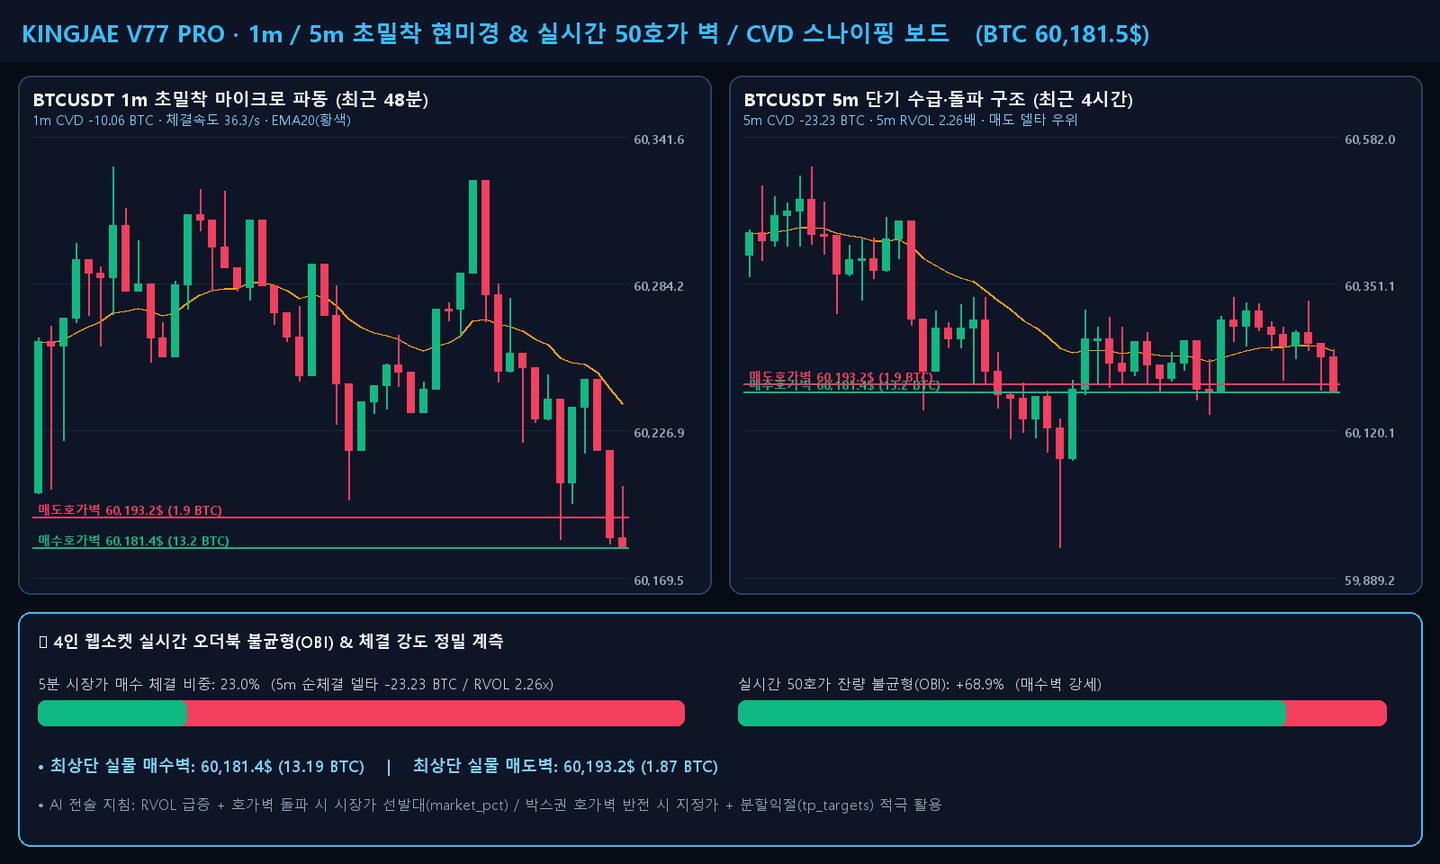 KINGJAE V77 PRO · 1m / 5m 초밀착 현미경 & 실시간 50호가 벽 / CVD 스나이핑 보드 (BTC 60,181.5$)
BTCUSDT 1m 초밀착 마이크로 파동 (최근 48분)
1m CVD -10.06 BTC · 체결속도 36.3/s · EMA20(황색)
60,341.6
60,284.2
60,226.9
매도호가벽 60,193.2$ (1.9 BTC)
매수호가벽 60,181.4$ (13.2 BTC)
60,169.5
BTCUSDT 5m 단기 수급·돌파 구조 (최근 4시간)
5m CVD -23.23 BTC · 5m RVOL 2.26배 · 매도 델타 우위
60,582.0
60,351.1
매도호가벽 60,193.2$ (1.9 BTC)
매수호가벽 60,181.4$ (13.2 BTC)
60,120.1
59,889.2
4인 웹소켓 실시간 오더북 불균형(OBI) & 체결 강도 정밀 계측
5분 시장가 매수 체결 비중: 23.0% (5m 순체결 델타 -23.23 BTC / RVOL 2.26x)
실시간 50호가 잔량 불균형(OBI): +68.9% (매수벽 강세)
• 최상단 실물 매수벽: 60,181.4$ (13.19 BTC) | 최상단 실물 매도벽: 60,193.2$ (1.87 BTC)
• AI 전술 지침: RVOL 급증 + 호가벽 돌파 시 시장가 선발대(market_pct) / 박스권 호가벽 반전 시 지정가 + 분할익절(tp_targets) 적극 활용